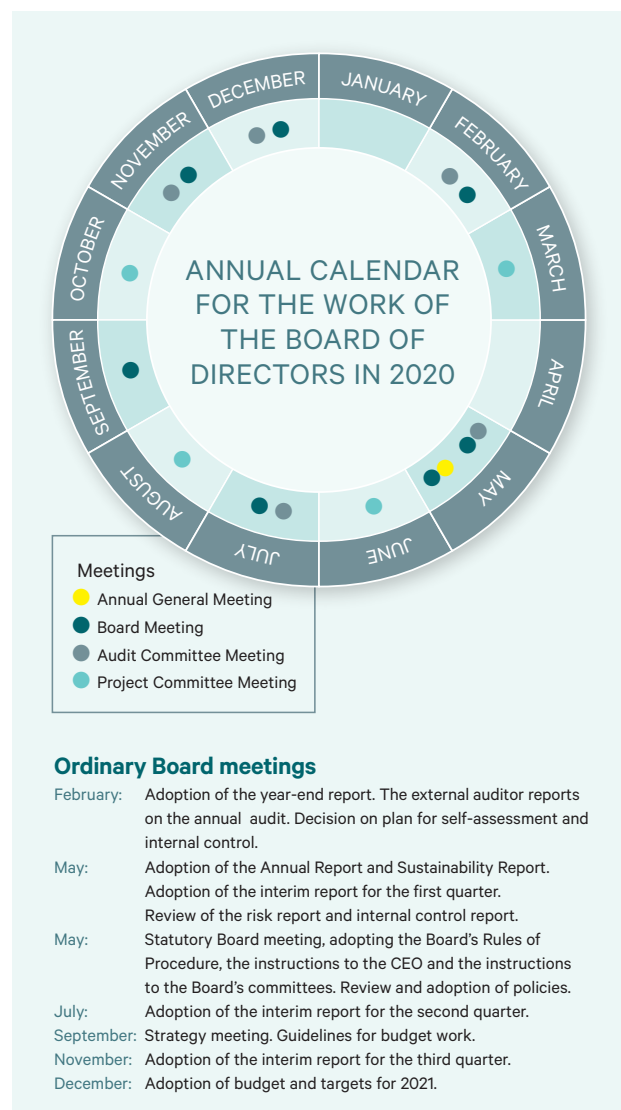 JANUARY
FEBRUARY
MARCH
APRIL
MAY
JUNE
JULY
AUGUST
SEPTEMBER
OCTOBER
NOVEMBER
DECEMBER
ANNUAL CALENDAR
FOR THE WORK OF
THE BOARD OF
DIRECTORS IN 2020
Meetings
Annual General Meeting
Board Meeting
Audit Committee Meeting
Project Committee Meeting
Ordinary Board meetings
February: Adoption of the year-end report. The external auditor reports
on the annual audit. Decision on plan for self-assessment and
internal control.
May: Adoption of the Annual Report and Sustainability Report.
Adoption of the interim report for the first quarter.
Review of the risk report and internal control report.
May: Statutory Board meeting, adopting the Board's Rules of
Procedure, the instructions to the CEO and the instructions
to the Board's committees. Review and adoption of policies.
July: Adoption of the interim report for the second quarter.
September: Strategy meeting. Guidelines for budget work.
November: Adoption of the interim report for the third quarter.
December: Adoption of budget and targets for 2021.